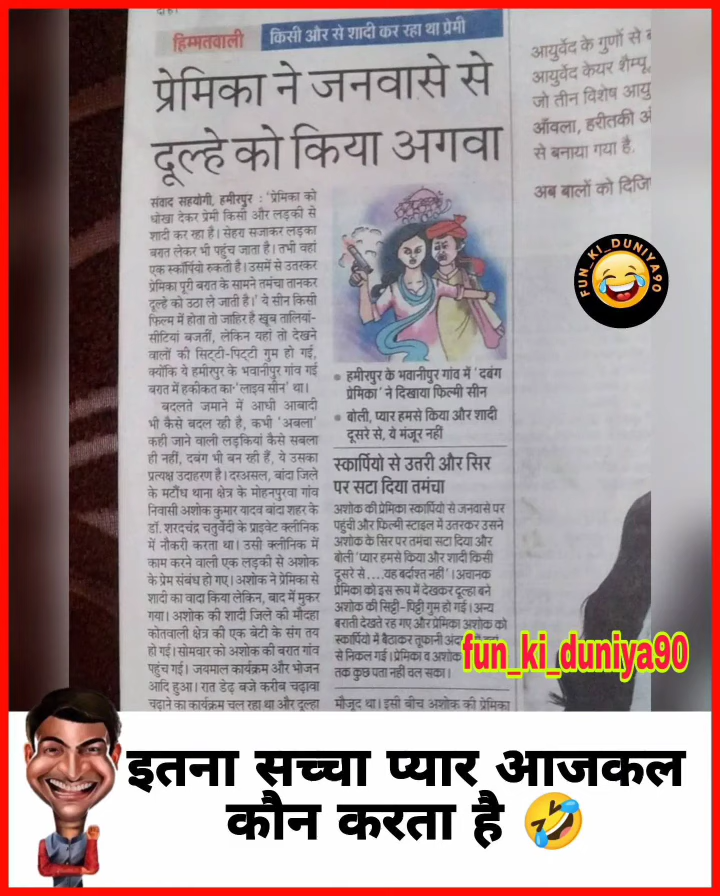 हिम्मतवाली
किसी और से शादी कर रहा था प्रेमी
प्रेमिका ने जनवासे से
दूल्हे को किया अगवा
संवाद सहयोगी, हमीरपुर : 'प्रेमिका को
धोखा देकर प्रेमी किसी और लड़की से
शादी कर रहा है। सेहरा सजाकर लड़का
बरात लेकर भी पहुंच जाता है। तभी वहां
एक स्कॉर्पियो रुकती है। उसमें से उतरकर
प्रेमिका पूरी बरात के सामने तमंचा तानकर
दूल्हे को उठा ले जाती है।' ये सीन किसी
फिल्म में होता तो जाहिर है खूब तालियां-
सीटियां बजतीं, लेकिन यहां तो देखने
वालों की सिट्टी-पिट्टी गुम हो गई,
क्योंकि ये हमीरपुर के भवानीपुर गांव गई
बरात में हकीकत का 'लाइव सीन' था।
बदलते जमाने में आधी आबादी
भी कैसे बदल रही है, कभी 'अबला'
कही जाने वाली लड़कियां कैसे सबला
ही नहीं, दबंग भी बन रही हैं, ये उसका
प्रत्यक्ष उदाहरण है। दरअसल, बांदा जिले
के मटौंध थाना क्षेत्र के मोहनपुरवा गांव
निवासी अशोक कुमार यादव बांदा शहर के
डॉ. शरदचंद्र चतुर्वेदी के प्राइवेट क्लीनिक
में नौकरी करता था। उसी क्लीनिक में
काम करने वाली एक लड़की से अशोक
के प्रेम संबंध हो गए। अशोक ने प्रेमिका से
शादी का वादा किया लेकिन, बाद में मुकर
गया। अशोक की शादी जिले की मौदहा
कोतवाली क्षेत्र की एक बेटी के संग तय
हो गई। सोमवार को अशोक की बरात गांव
पहुंच गई। जयमाल कार्यक्रम और भोजन
आदि हुआ। रात डेढ़ बजे करीब चढ़ावा
चढ़ाने का कार्यक्रम चल रहा था और दूल्हा
हमीरपुर के भवानीपुर गांव में 'दबंग
प्रेमिका' ने दिखाया फिल्मी सीन
बोली, प्यार हमसे किया और शादी
दूसरे से, ये मंजूर नहीं
स्कार्पियो से उतरी और सिर
पर सटा दिया तमंचा
अशोक की प्रेमिका स्कार्पियो से जनवासे पर
पहुंची और फिल्मी स्टाइल में उतरकर उसने
अशोक के सिर पर तमंचा सटा दिया और
बोली 'प्यार हमसे किया और शादी किसी
दूसरे से....यह बर्दाश्त नहीं'। अचानक
प्रेमिका को इस रूप में देखकर दूल्हा बने
अशोक की सिट्टी-पिट्टी गुम हो गई। अन्य
बराती देखते रह गए और प्रेमिका अशोक को
स्कार्पियो में बैठाकर तूफानी
से निकल गई। प्रेमिका व अशोक
तक कुछ पता नहीं चल सका।
मौजूद था। इसी बीच अशोक की प्रेमिका
आयुर्वेद के गुणों से
आयुर्वेद केयर शैम्पू,
जो तीन विशेष आयु
आँवला, हरीतकी
से बनाया गया है.
अब बालों को दिजि
FUN_KI_DUNIYA90
fun_ki_duniya90
इतना सच्चा प्यार आजकल
कौन करता है 🤣